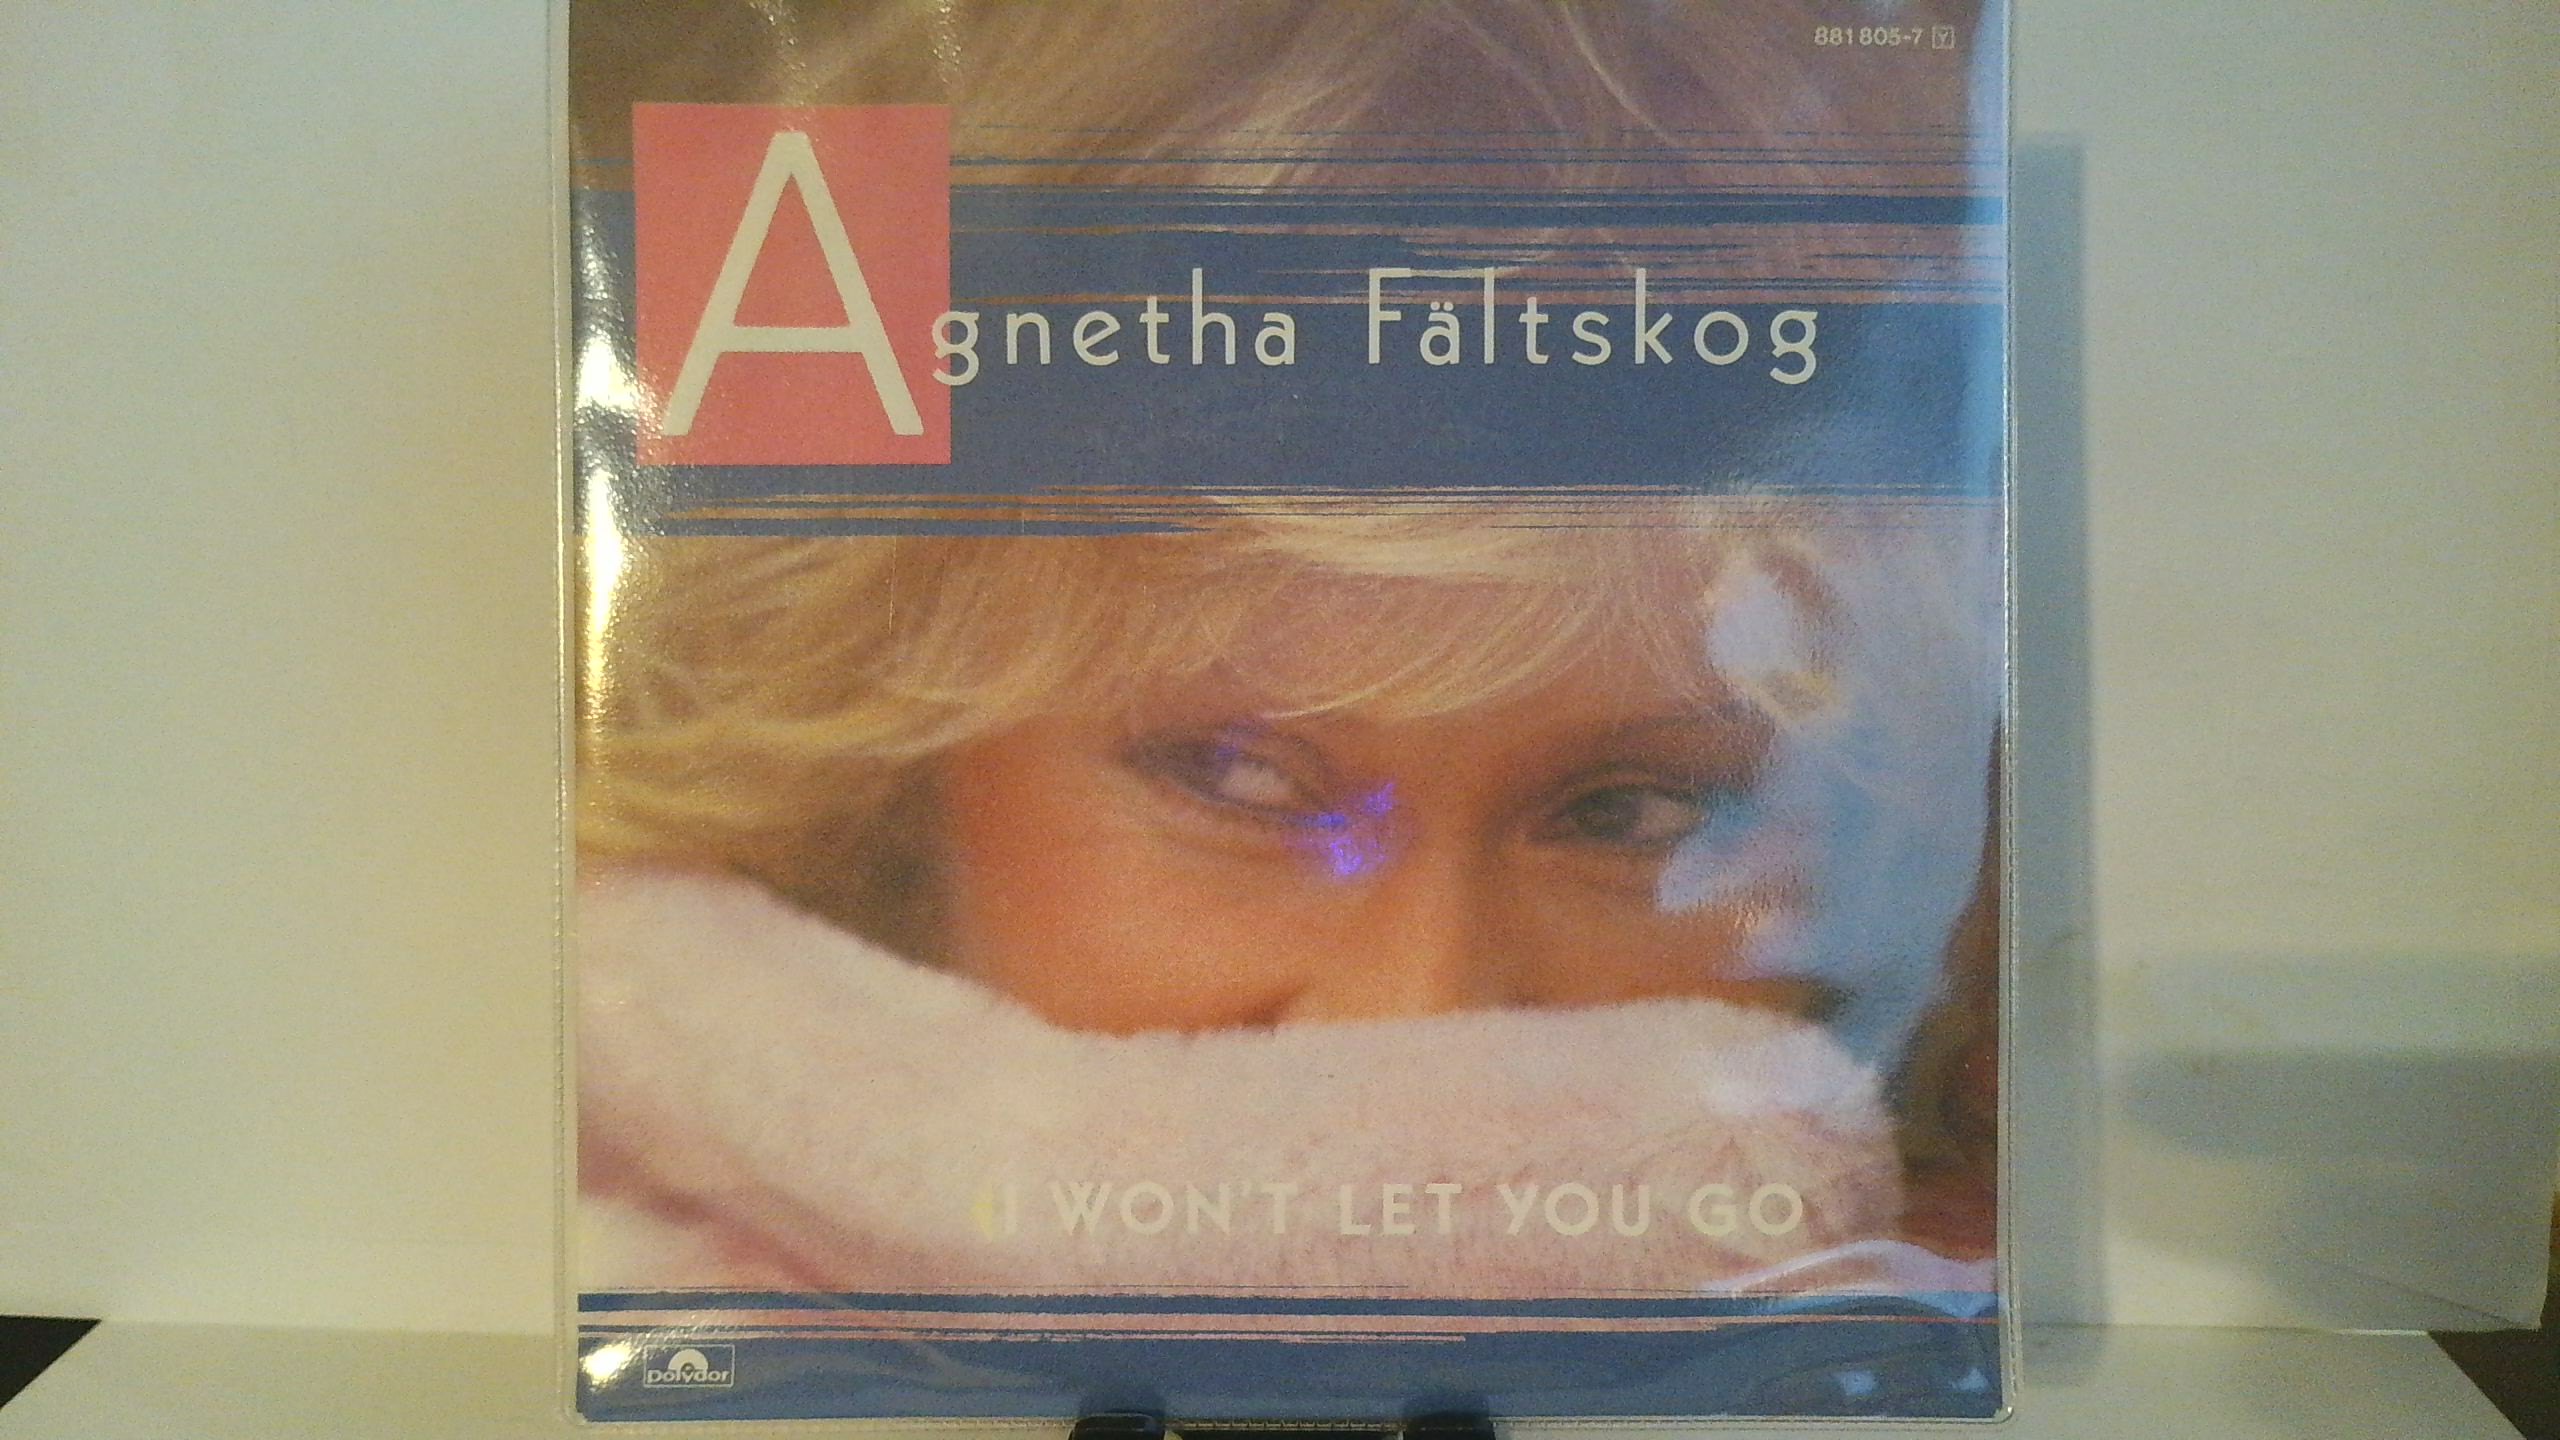 881 805-7 Y
Agnetha Fältskog
I WON'T LET YOU GO
Polydor